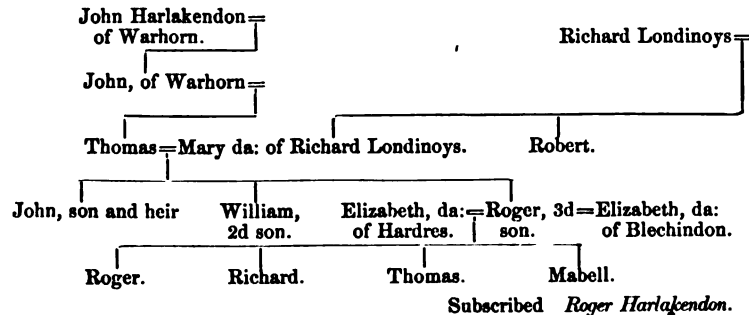 John Harlakendon=
of Warhorn.
Richard Londinoys=
John, of Warhorn=
Thomas=Mary da: of Richard Londinoys.
Robert.
John, son and heir
William,
2d son.
Elizabeth, da:=Roger, 3d=Elizabeth, da:
of Hardres.
son.
of Blechindon.
Roger.
Richard.
Thomas.
Mabell.
Subscribed Roger Harlakendon.